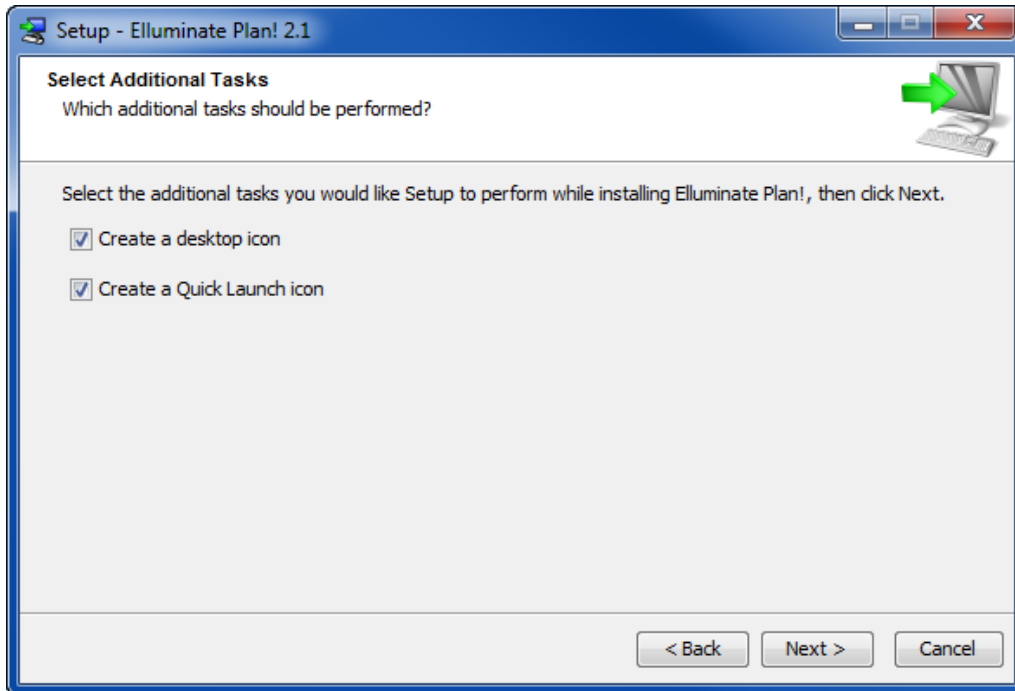 Setup - Elluminate Plan! 2.1
Select Additional Tasks
Which additional tasks should be performed?
Select the additional tasks you would like Setup to perform while installing Elluminate Plan!, then click Next.
Create a desktop icon
Create a Quick Launch icon
< Back Next > Cancel